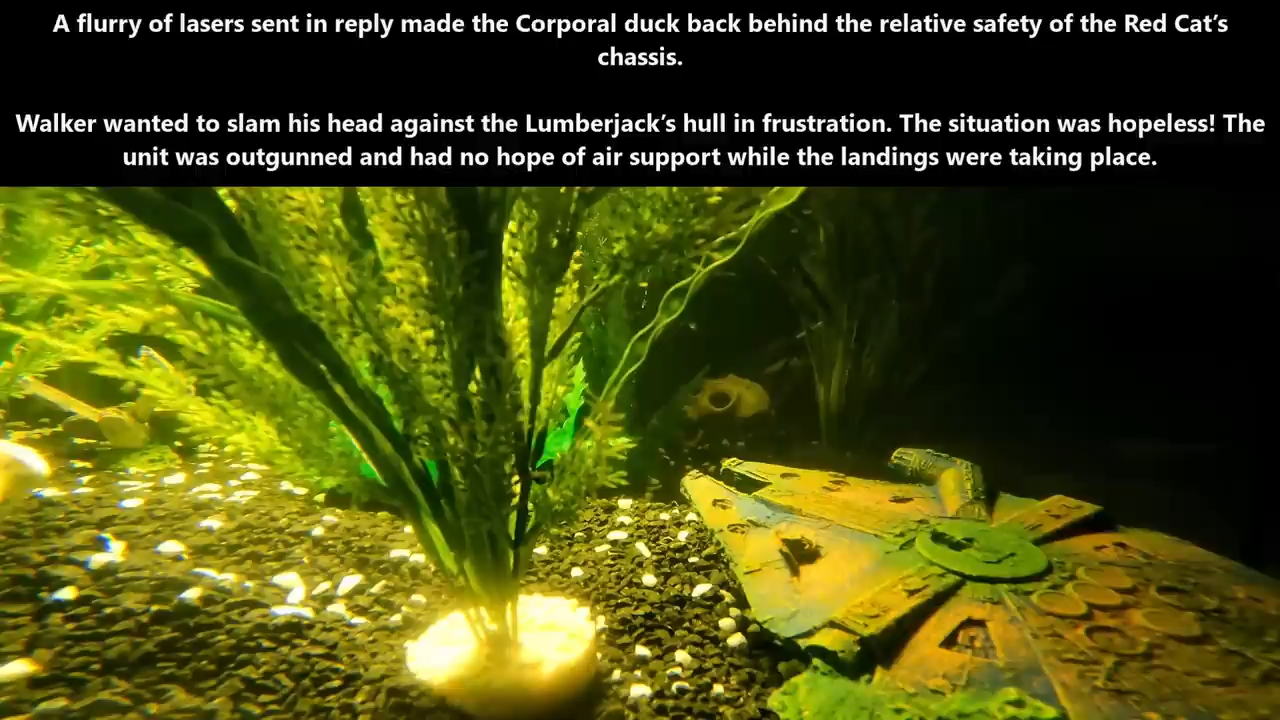 A flurry of lasers sent in reply made the Corporal duck back behind the relative safety of the Red Cat’s
chassis.
Walker wanted to slam his head against the Lumberjack’s hull in frustration. The situation was hopeless! The
unit was outgunned and had no hope of air support while the landings were taking place.